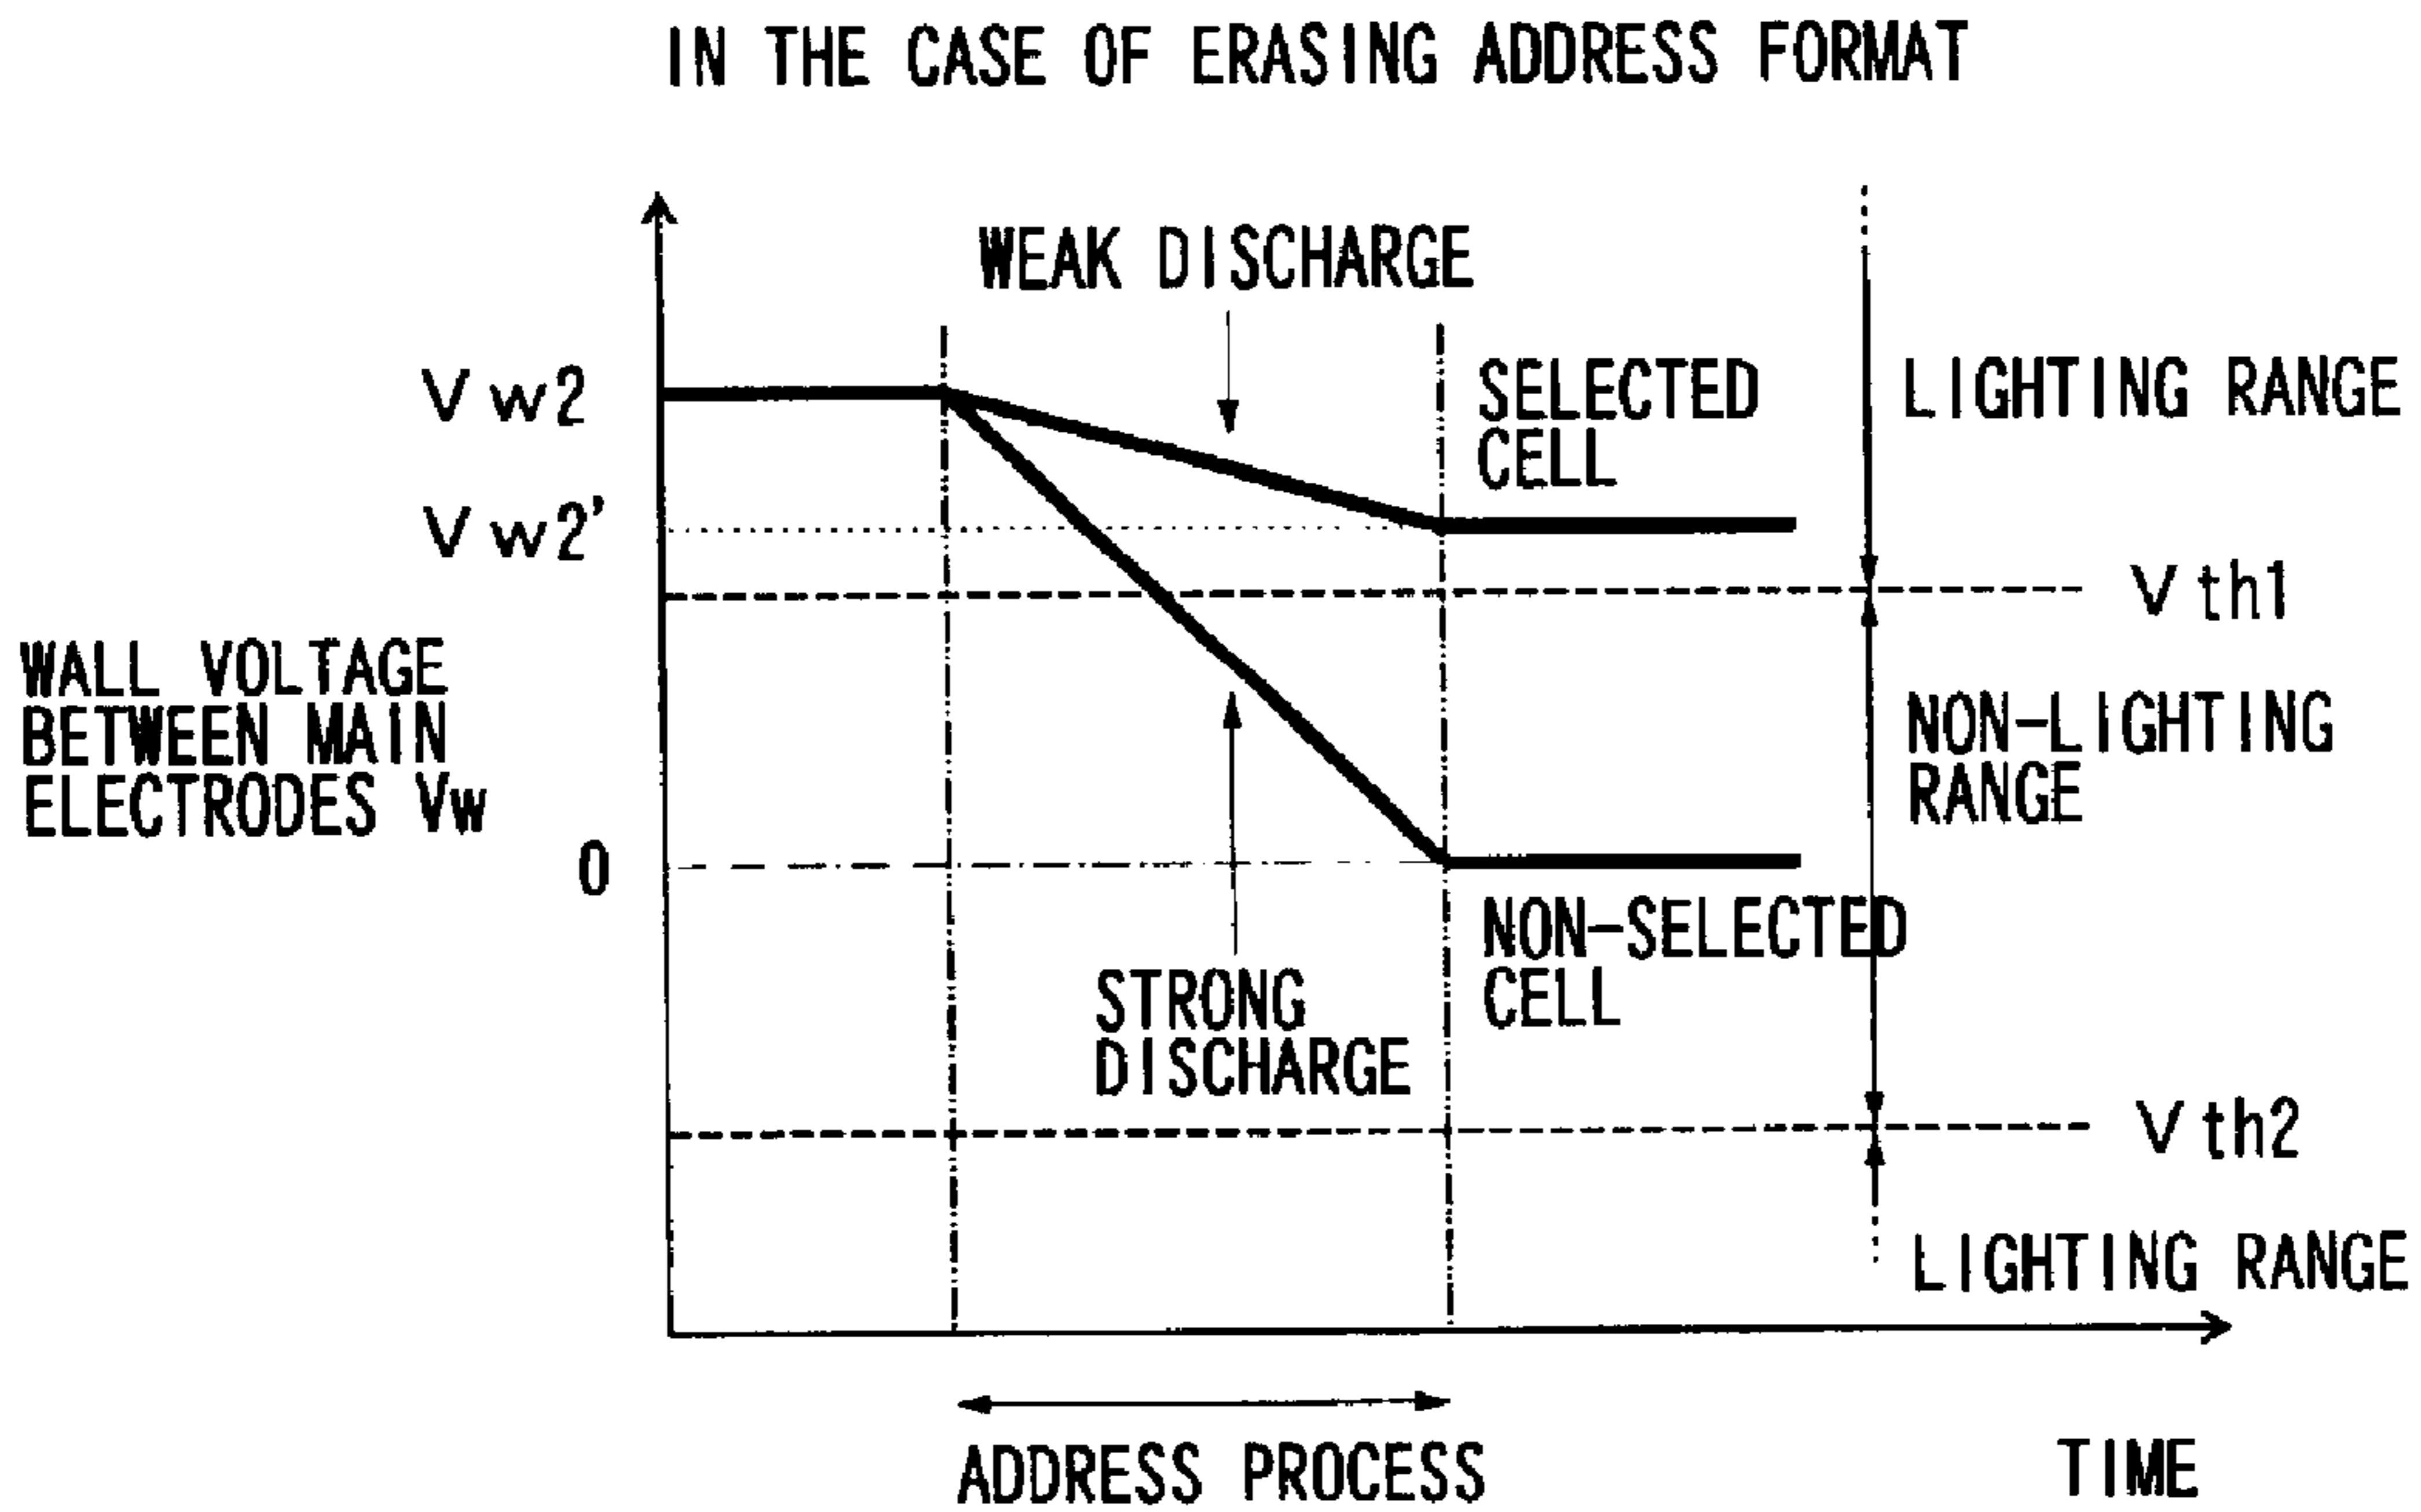 IN THE CASE OF ERASING ADDRESS FORMAT
WEAK DISCHARGE
Vw2
SELECTED
CELL
LIGHTING RANGE
Vw2'
Vth1
WALL VOLTAGE
BETWEEN MAIN
ELECTRODES Vw
NON-LIGHTING
RANGE
0
NON-SELECTED
CELL
STRONG
DISCHARGE
Vth2
LIGHTING RANGE
ADDRESS PROCESS
TIME